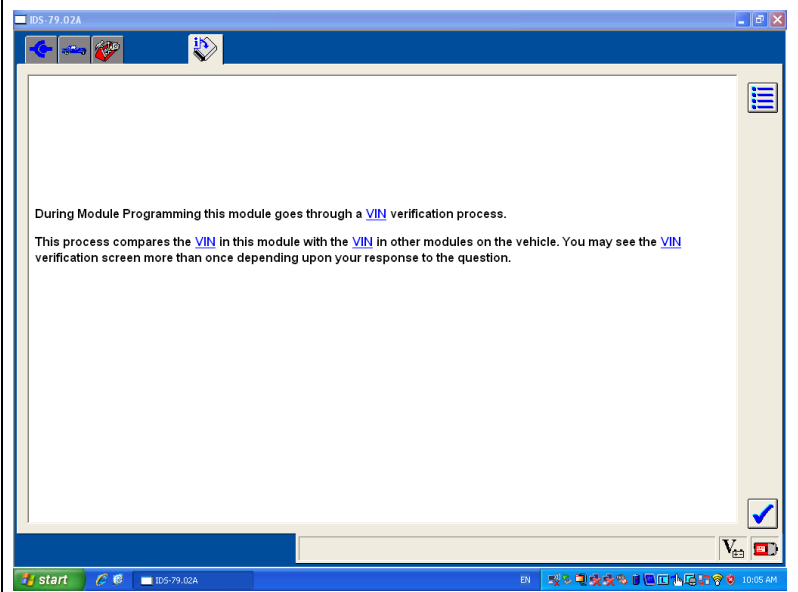 IDS-79.02A
During Module Programming this module goes through a VIN verification process.
This process compares the VIN in this module with the VIN in other modules on the vehicle. You may see the VIN
verification screen more than once depending upon your response to the question.
V
start
IDS-79.02A
EN
10:05 AM